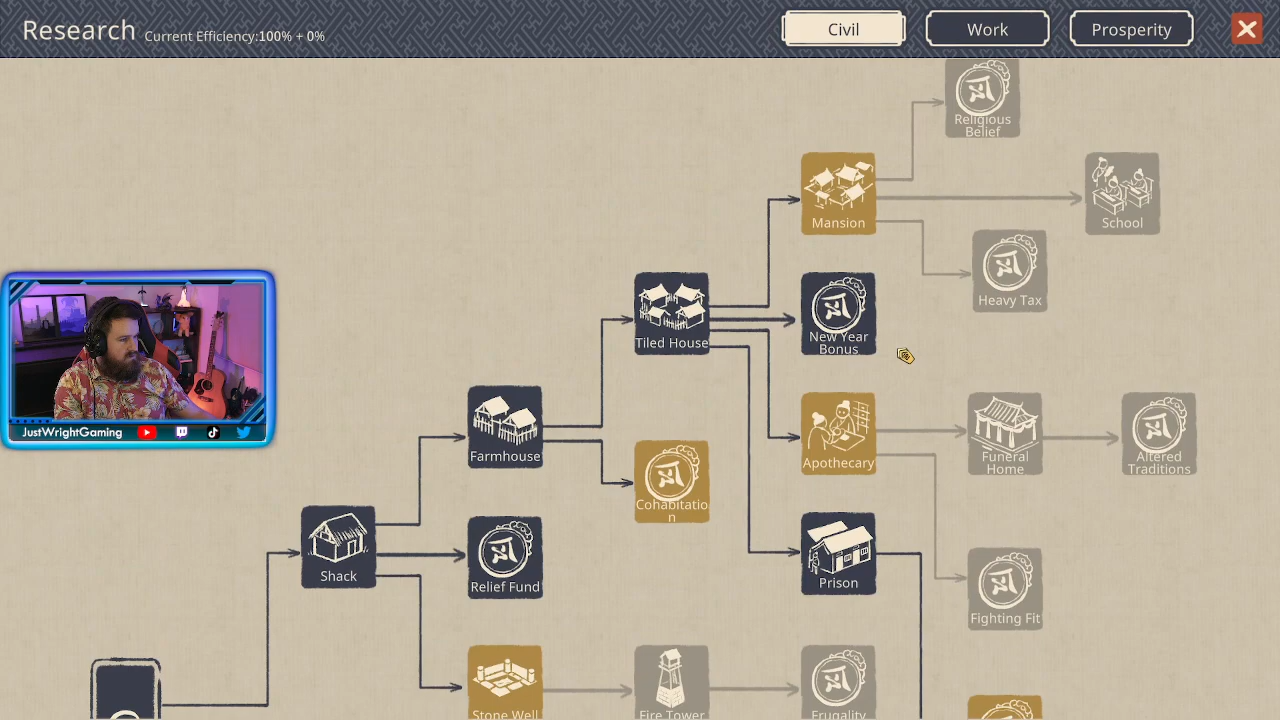 Research
Current Efficiency:100% + 0%
Civil
Work
Prosperity
Religious
Belief
Mansion
School
Heavy Tax
Tiled House
New Year
Bonus
JustWrightGaming
Farmhouse
Apothecary
Funeral
Home
Altered
Traditions
Cohabitatio
n
Shack
Relief Fund
Prison
Fighting Fit
Stone Well
Fire Tower
Frugality